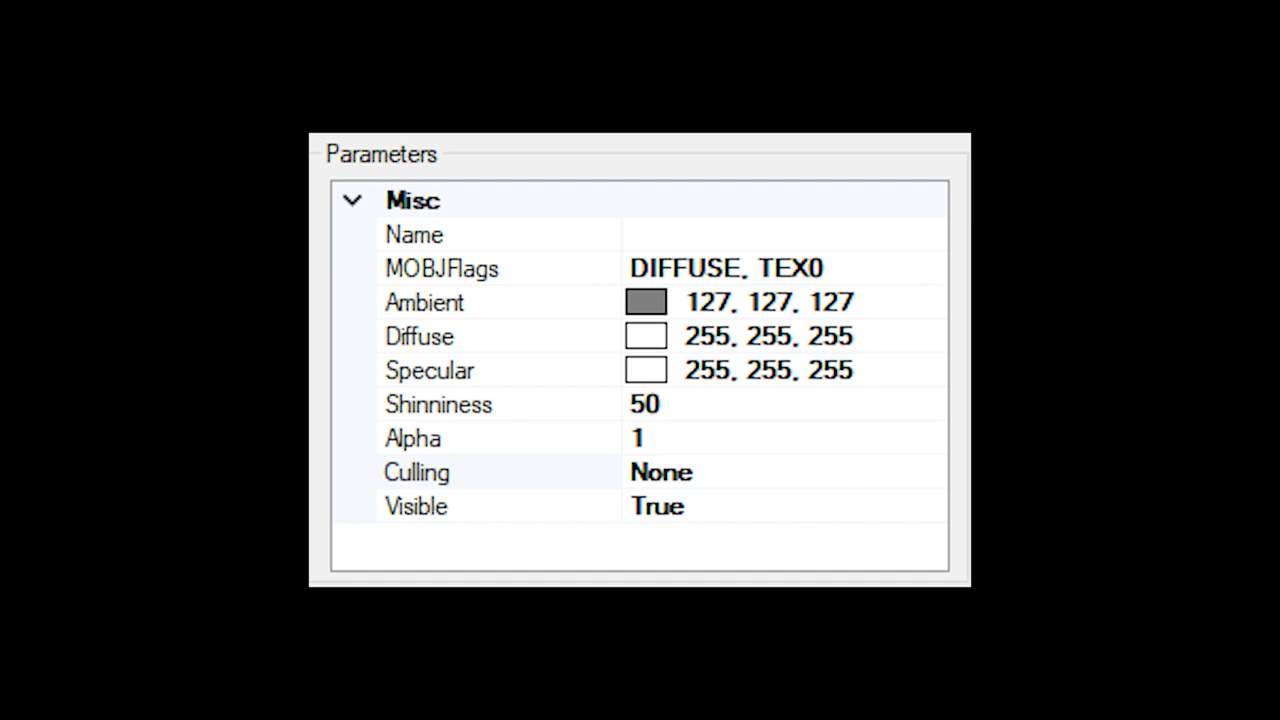 Parameters
Misc
Name
MOBJFlags DIFFUSE, TEX0
Ambient 127, 127, 127
Diffuse 255, 255, 255
Specular 255, 255, 255
Shinniness 50
Alpha 1
Culling None
Visible True